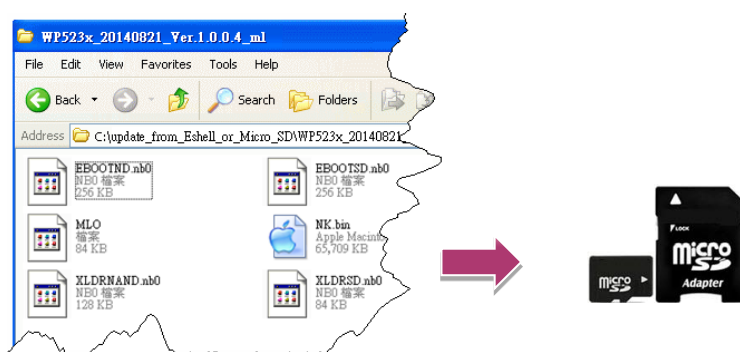 WP523x_20140821_Ver.1.0.0.4_ml
File Edit View Favorites Tools Help
Back Search Folders
Address C:\update_from_Eshell_or_Micro_SD\WP523x_20140821_
EBOOTND.nb0
NB0 檔案
256 KB
EBOOTSD.nb0
NB0 檔案
256 KB
MLO
檔案
84 KB
NK.bin
Apple Macint
65,709 KB
XLDRNAND.nb0
NB0 檔案
128 KB
XLDRSD.nb0
NB0 檔案
84 KB
Micro
SD
LOCK
Micro
SD
Adapter